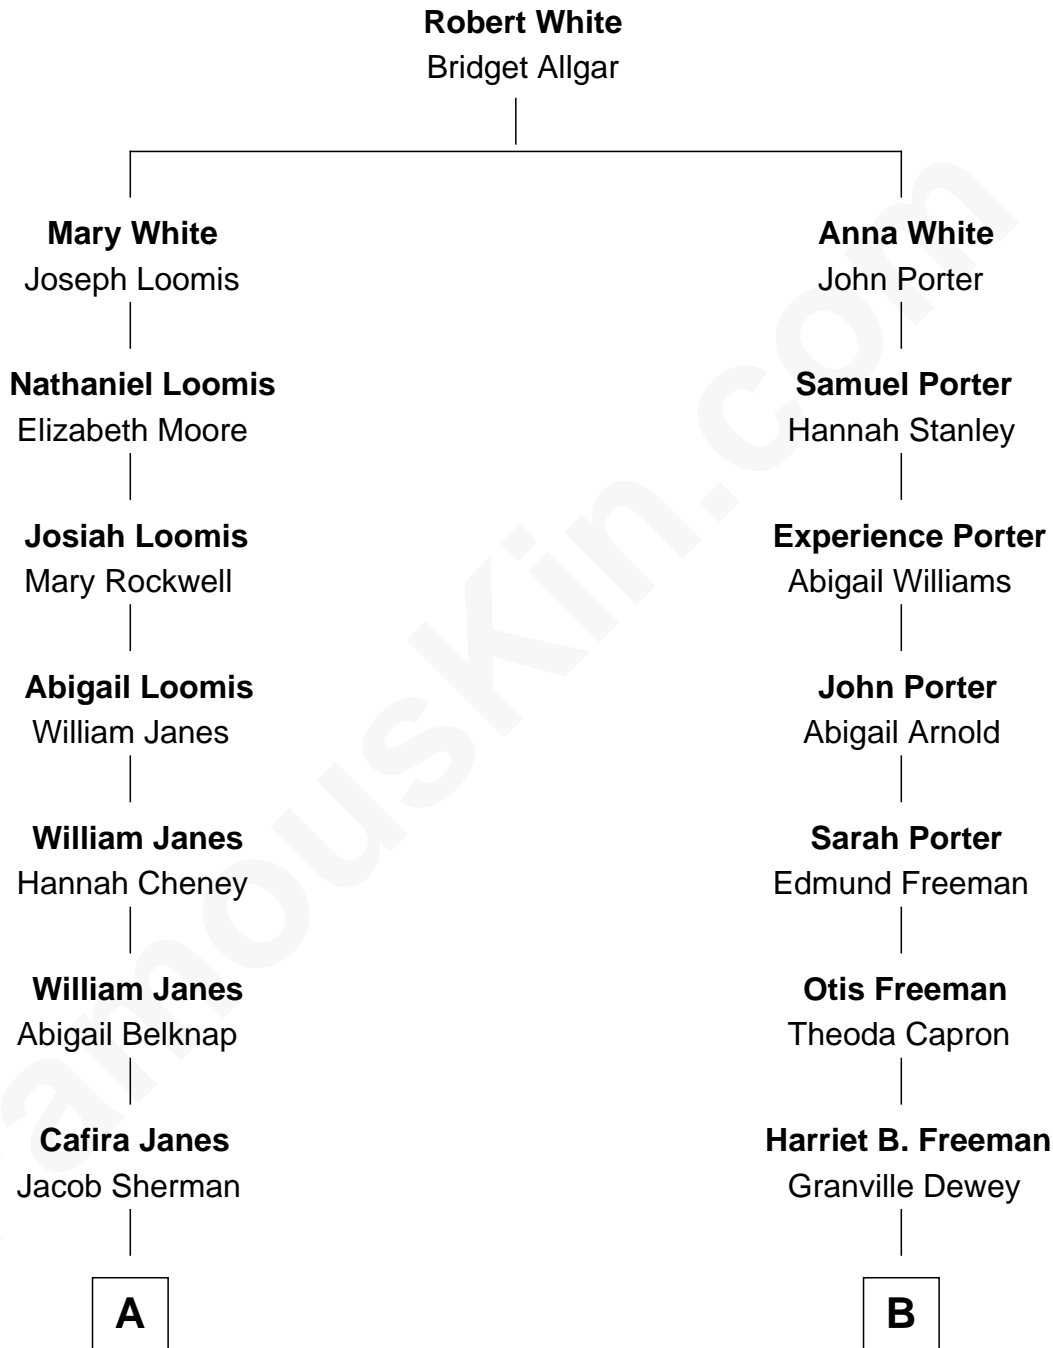 Robert White
Bridget Allgar
Mary White
Joseph Loomis
Anna White
John Porter
Nathaniel Loomis
Elizabeth Moore
Samuel Porter
Hannah Stanley
Josiah Loomis
Mary Rockwell
Experience Porter
Abigail Williams
Abigail Loomis
William Janes
John Porter
Abigail Arnold
William Janes
Hannah Cheney
Sarah Porter
Edmund Freeman
William Janes
Abigail Belknap
Otis Freeman
Theoda Capron
Cafira Janes
Jacob Sherman
Harriet B. Freeman
Granville Dewey
A
B
amouskin.com